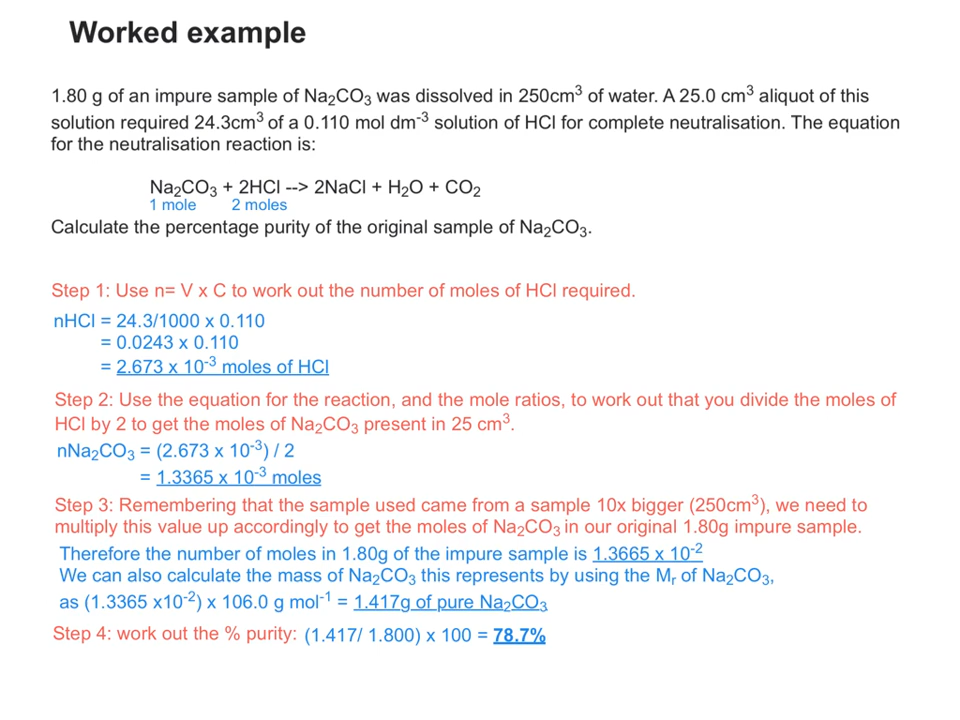 Worked example
1.80 g of an impure sample of Na₂CO₃ was dissolved in 250cm³ of water. A 25.0 cm³ aliquot of this
solution required 24.3cm³ of a 0.110 mol dm⁻³ solution of HCl for complete neutralisation. The equation
for the neutralisation reaction is:
Na₂CO₃ + 2HCl --> 2NaCl + H₂O + CO₂
1 mole 2 moles
Calculate the percentage purity of the original sample of Na₂CO₃.
Step 1: Use n= V x C to work out the number of moles of HCl required.
nHCl = 24.3/1000 x 0.110
= 0.0243 x 0.110
= 2.673 x 10⁻³ moles of HCl
Step 2: Use the equation for the reaction, and the mole ratios, to work out that you divide the moles of
HCl by 2 to get the moles of Na₂CO₃ present in 25 cm³.
nNa₂CO₃ = (2.673 x 10⁻³) / 2
= 1.3365 x 10⁻³ moles
Step 3: Remembering that the sample used came from a sample 10x bigger (250cm³), we need to
multiply this value up accordingly to get the moles of Na₂CO₃ in our original 1.80g impure sample.
Therefore the number of moles in 1.80g of the impure sample is 1.3665 x 10⁻²
We can also calculate the mass of Na₂CO₃ this represents by using the Mᵣ of Na₂CO₃,
as (1.3365 x10⁻²) x 106.0 g mol⁻¹ = 1.417g of pure Na₂CO₃
Step 4: work out the % purity: (1.417/ 1.800) x 100 = 78.7%